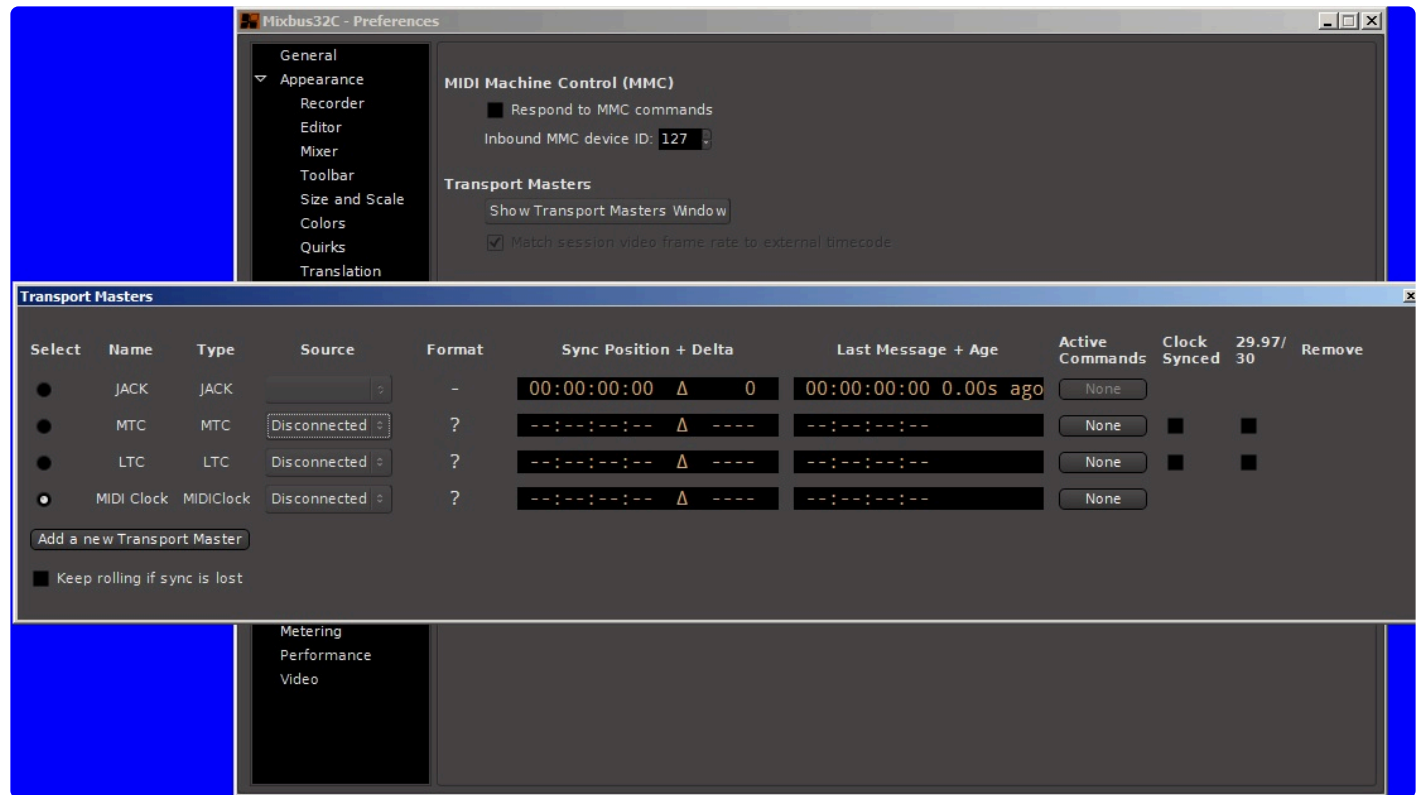 Mixbus32C - Preferences
General
Appearance
Recorder
Editor
Mixer
Toolbar
Size and Scale
Colors
Quirks
Translation
MIDI Machine Control (MMC)
Respond to MMC commands
Inbound MMC device ID: 127
Transport Masters
Show Transport Masters Window
Match session video frame rate to external timecode
Transport Masters
Select Name Type Source Format Sync Position + Delta Last Message + Age Active Commands Clock Synced 29.97/30 Remove
JACK JACK - 00:00:00:00 Δ 0 00:00:00:00 0.00s ago None
MTC MTC Disconnected ? --:--:--:-- Δ ---- --:--:--:-- None
LTC LTC Disconnected ? --:--:--:-- Δ ---- --:--:--:-- None
MIDI Clock MIDIClock Disconnected ? --:--:--:-- Δ ---- --:--:--:-- None
Add a new Transport Master
Keep rolling if sync is lost
Metering
Performance
Video